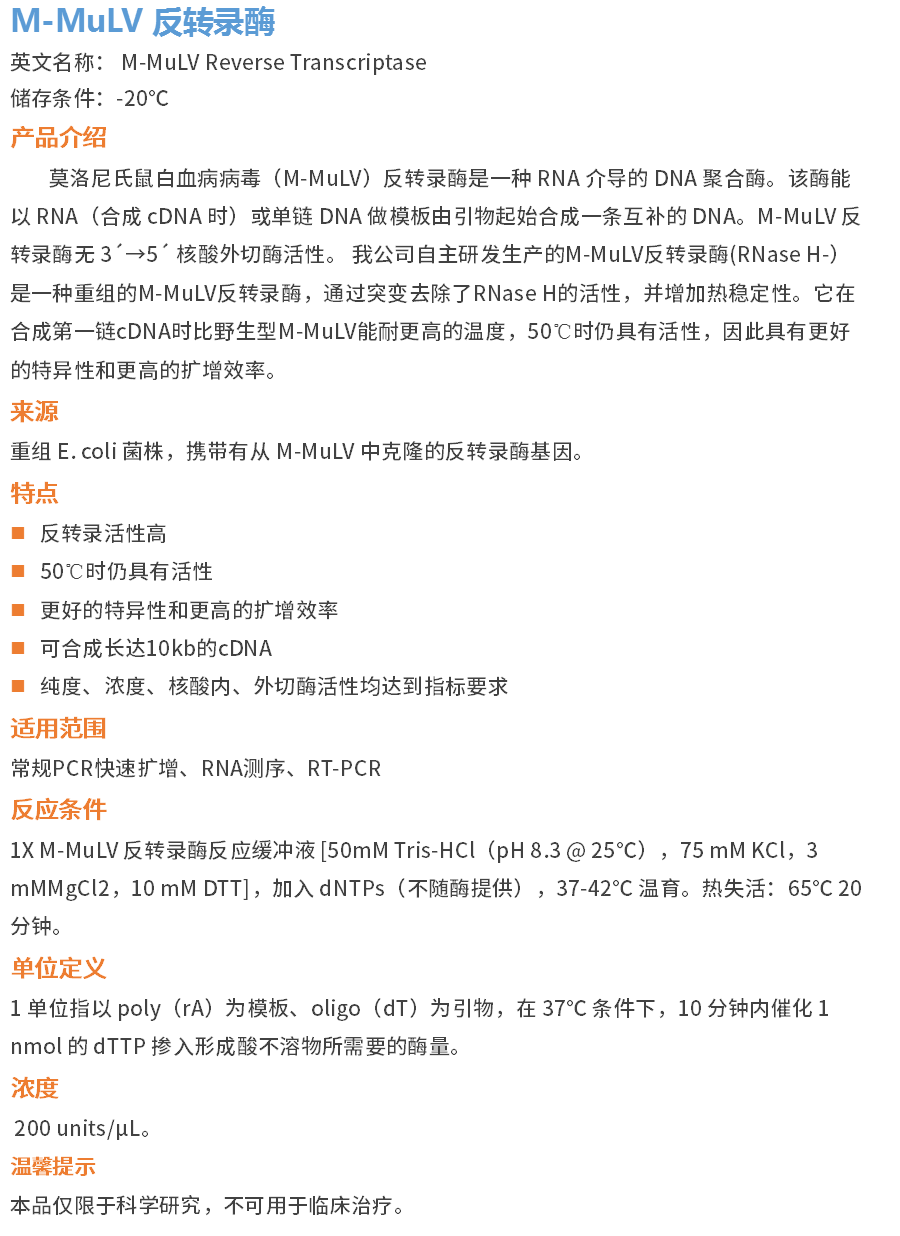 M-MuLV 反转录酶
英文名称： M-MuLV Reverse Transcriptase
储存条件：-20℃
产品介绍
莫洛尼氏鼠白血病病毒（M-MuLV）反转录酶是一种 RNA 介导的 DNA 聚合酶。该酶能
以 RNA（合成 cDNA 时）或单链 DNA 做模板由引物起始合成一条互补的 DNA。M-MuLV 反
转录酶无 3´→5´ 核酸外切酶活性。 我公司自主研发生产的M-MuLV反转录酶(RNase H-）
是一种重组的M-MuLV反转录酶，通过突变去除了RNase H的活性，并增加热稳定性。它在
合成第一链cDNA时比野生型M-MuLV能耐更高的温度，50℃时仍具有活性，因此具有更好
的特异性和更高的扩增效率。
来源
重组 E. coli 菌株，携带有从 M-MuLV 中克隆的反转录酶基因。
特点
■ 反转录活性高
■ 50℃时仍具有活性
■ 更好的特异性和更高的扩增效率
■ 可合成长达10kb的cDNA
■ 纯度、浓度、核酸内、外切酶活性均达到指标要求
适用范围
常规PCR快速扩增、RNA测序、RT-PCR
反应条件
1X M-MuLV 反转录酶反应缓冲液 [50mM Tris-HCl（pH 8.3 @ 25℃），75 mM KCl，3
mMMgCl2，10 mM DTT]，加入 dNTPs（不随酶提供），37-42℃ 温育。热失活：65℃ 20
分钟。
单位定义
1 单位指以 poly（rA）为模板、oligo（dT）为引物，在 37℃ 条件下，10 分钟内催化 1
nmol 的 dTTP 掺入形成酸不溶物所需要的酶量。
浓度
200 units/μL。
温馨提示
本品仅限于科学研究，不可用于临床治疗。